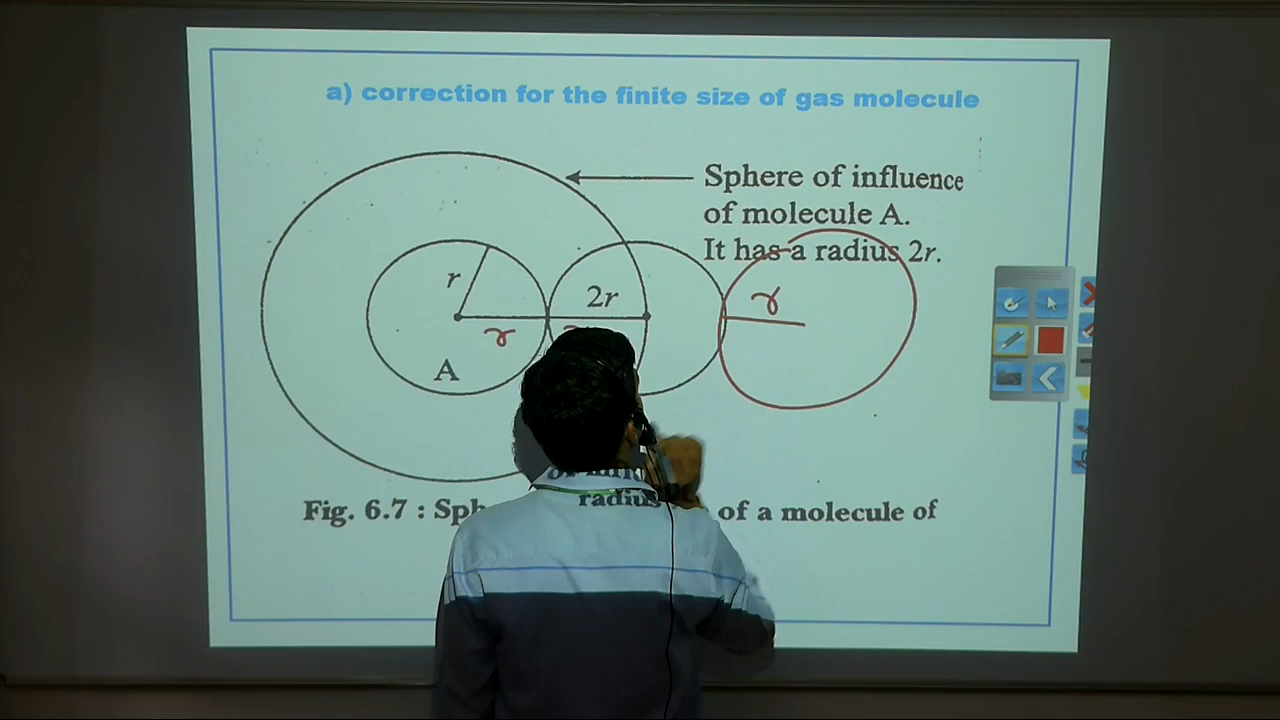 a) correction for the finite size of gas molecule
Sphere of influence
of molecule A.
It has a radius 2r.
r
2r
r
r
A
Fig. 6.7 : Sph of a molecule of
radius